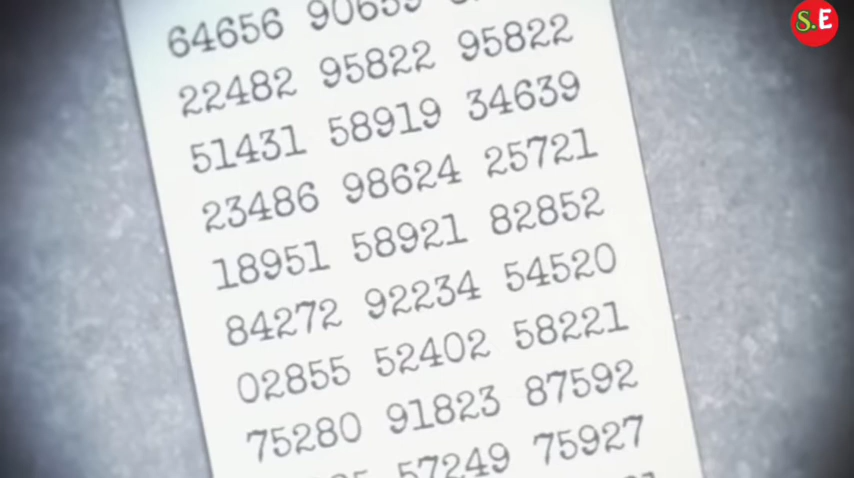 S.E
64656 90659
22482 95822 95822
51431 58919 34639
23486 98624 25721
18951 58921 82852
84272 92234 54520
02855 52402 58221
75280 91823 87592
57249 75927